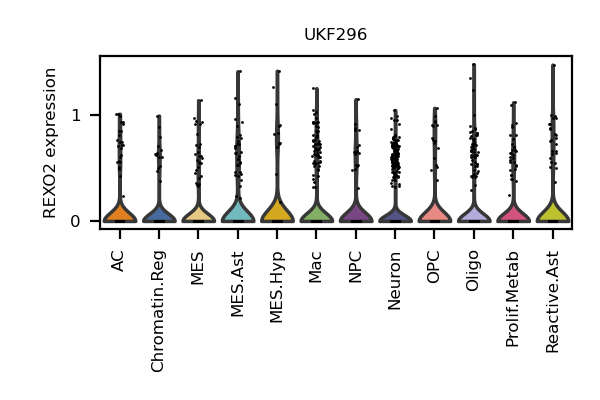 UKF296
REXO2 expression
1
0
AC
Chromatin.Reg
MES
MES.Ast
MES.Hyp
Mac
NPC
Neuron
OPC
Oligo
Prolif.Metab
Reactive.Ast